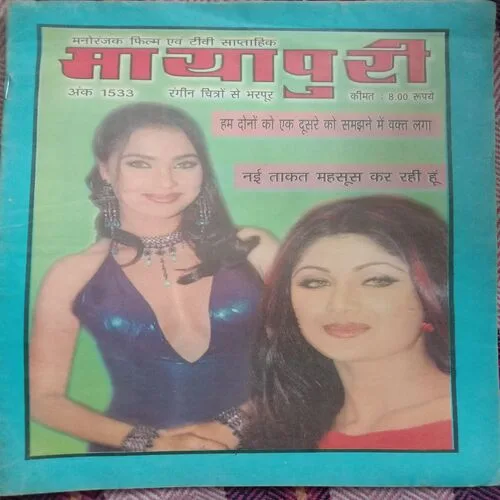 मनोरंजक फिल्म एवं टीवी साप्ताहिक
मायापुरी
अंक 1533 रंगीन चित्रों से भरपूर कीमत : 8.00 रूपये
हम दोनों को एक दूसरे को समझने में वक्त लगा
नई ताकत महसूस कर रही हूं